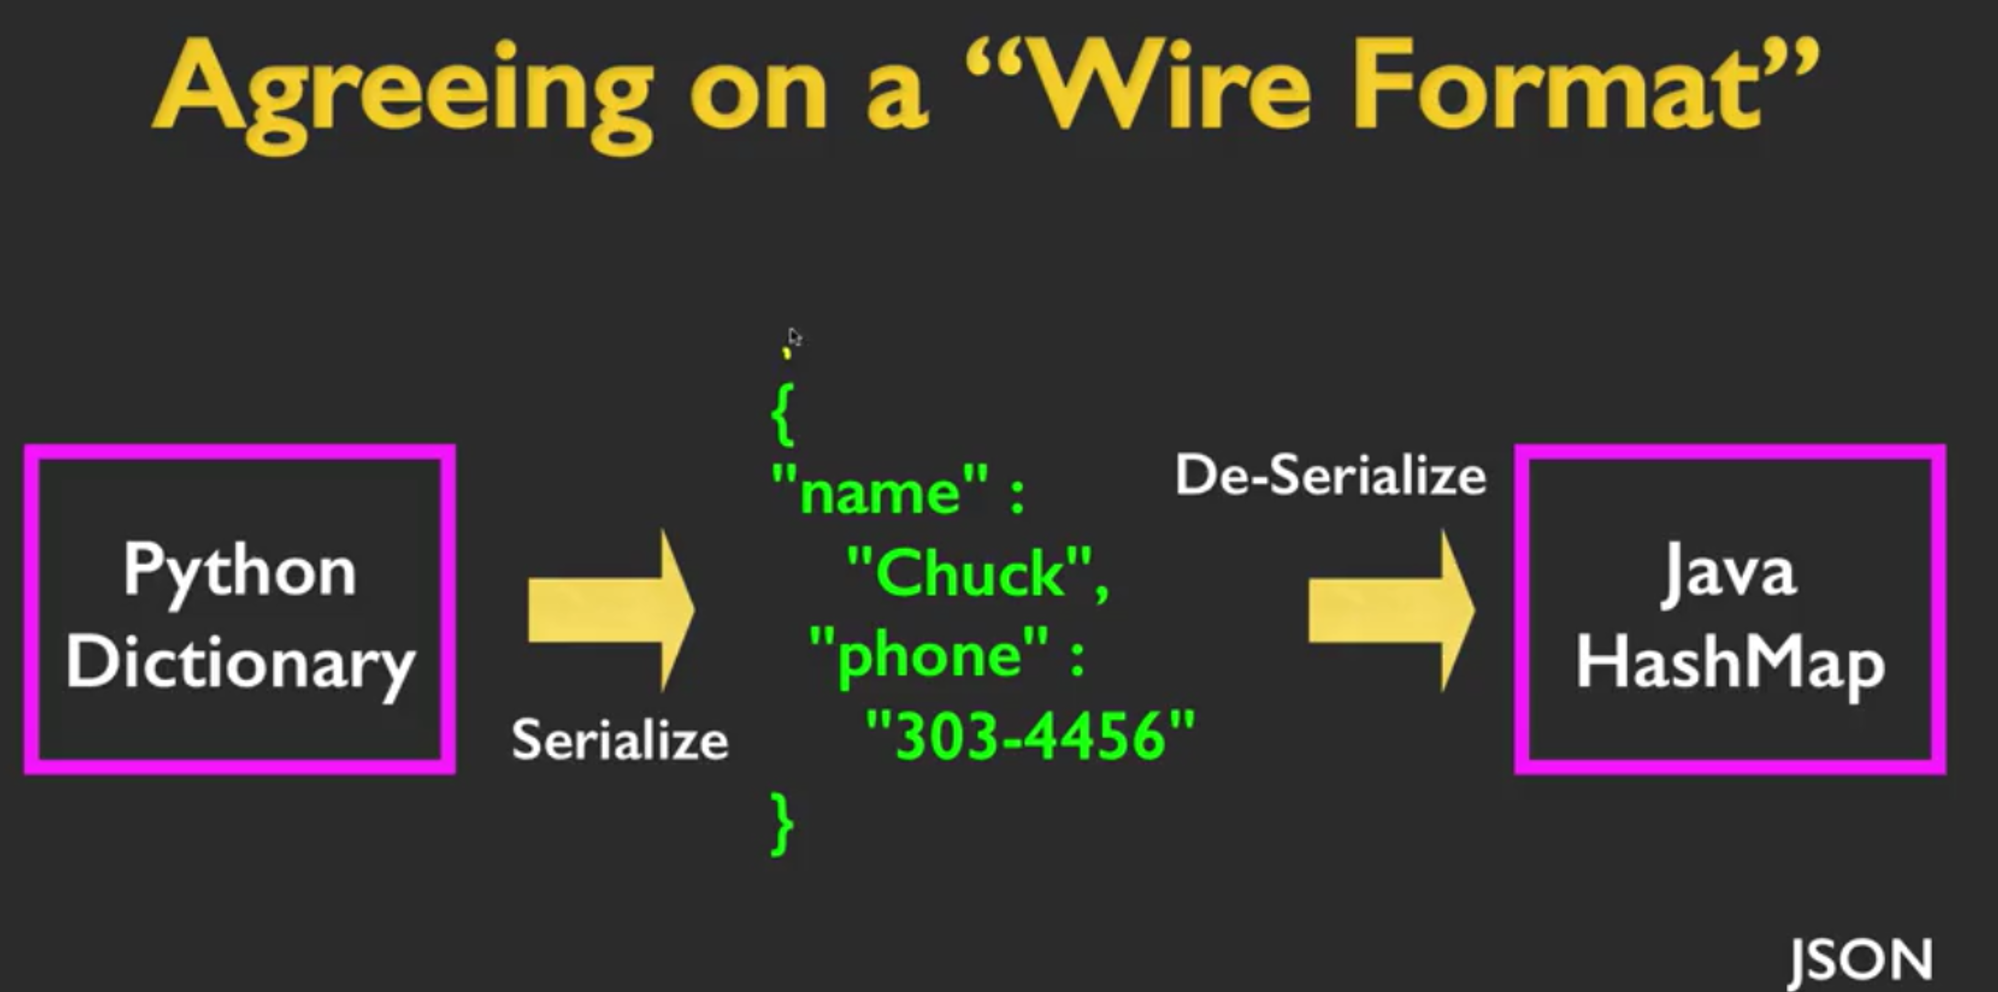 Agreeing on a “Wire Format”
Python
Dictionary
Serialize
{
"name" :
"Chuck",
"phone" :
"303-4456"
}
De-Serialize
Java
HashMap
JSON